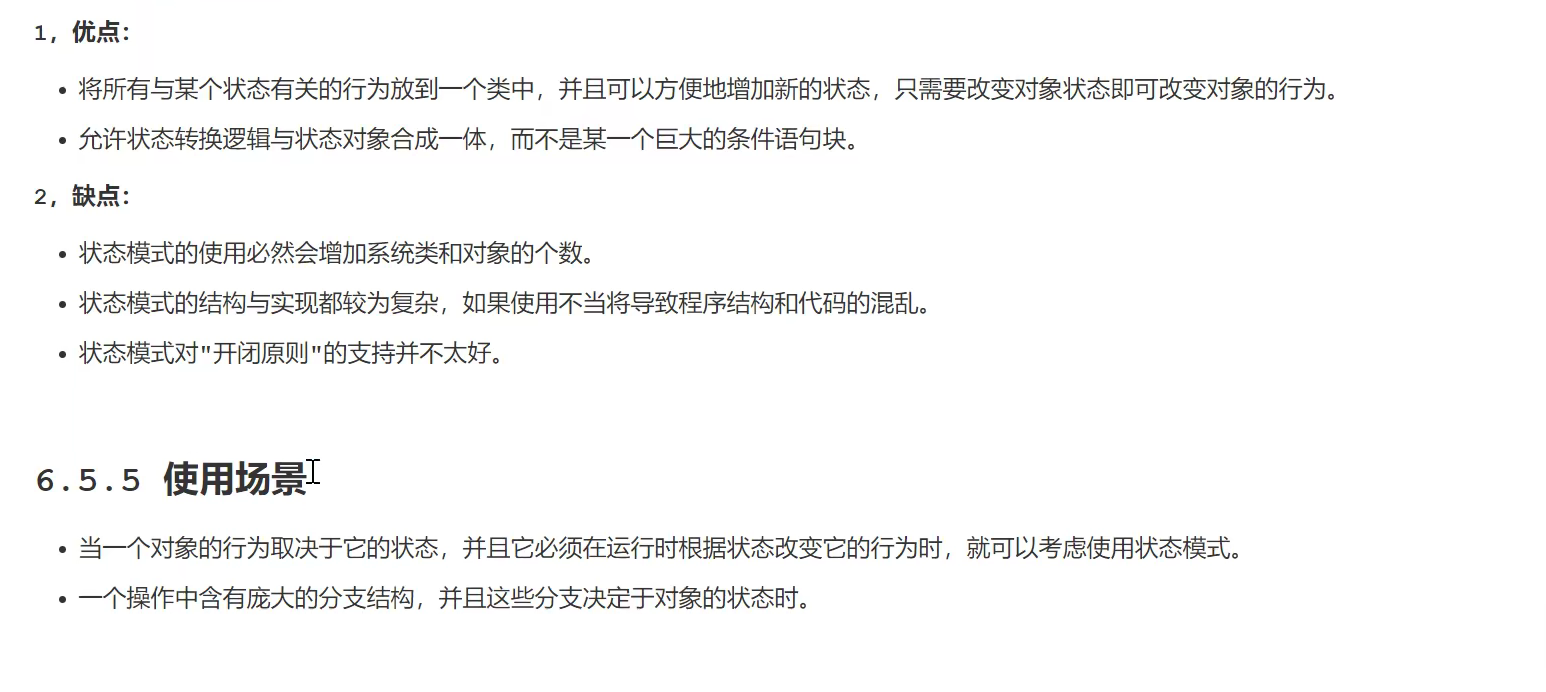 1，优点：
• 将所有与某个状态有关的行为放到一个类中，并且可以方便地增加新的状态，只需要改变对象状态即可改变对象的行为。
• 允许状态转换逻辑与状态对象合成一体，而不是某一个巨大的条件语句块。
2，缺点：
• 状态模式的使用必然会增加系统类和对象的个数。
• 状态模式的结构与实现都较为复杂，如果使用不当将导致程序结构和代码的混乱。
• 状态模式对"开闭原则"的支持并不太好。
6.5.5 使用场景
• 当一个对象的行为取决于它的状态，并且它必须在运行时根据状态改变它的行为时，就可以考虑使用状态模式。
• 一个操作中含有庞大的分支结构，并且这些分支决定于对象的状态时。